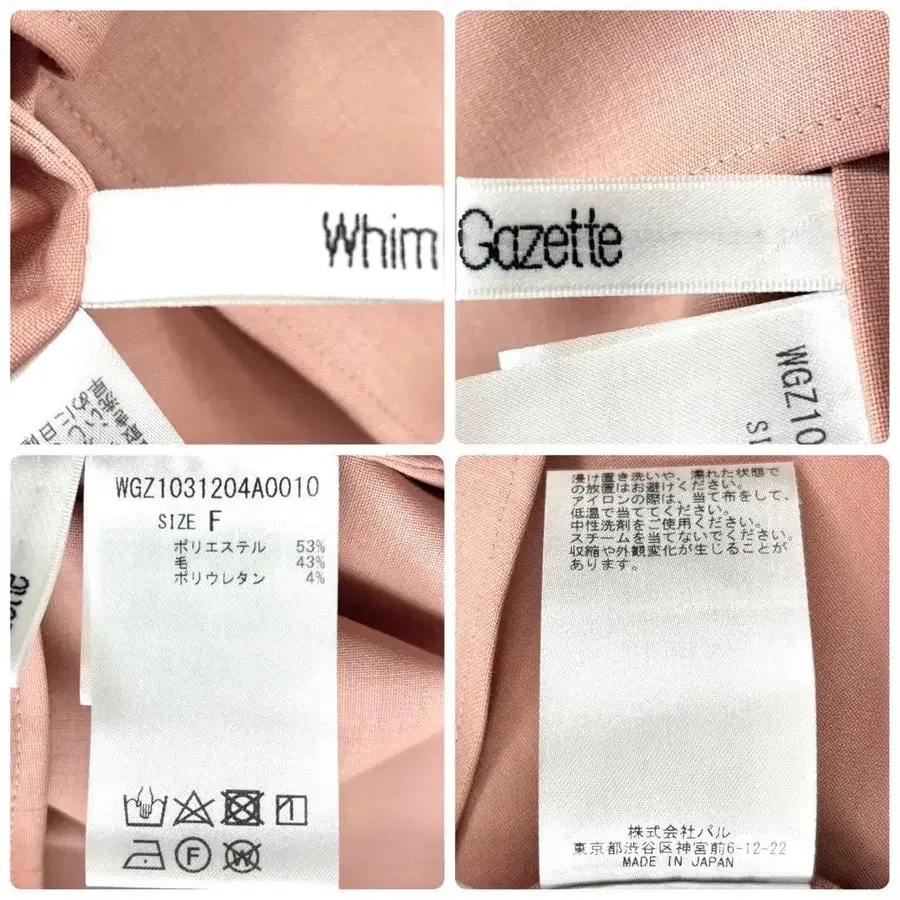 Whim
Gazette
WGZ10
WGZ1031204A0010
SIZE F
ポリエステル 53%
毛 43%
ポリウレタン 4%
F
W
浸け置き洗いや、濡れた状態で
の放置はお避けください。
アイロンの際は、当て布をして、
低温で当ててください。
中性洗剤をご使用ください。
スチームを当てないでください。
収縮や外観変化が生じることが
あります。
株式会社パル
東京都渋谷区神宮前6-12-22
MADE IN JAPAN